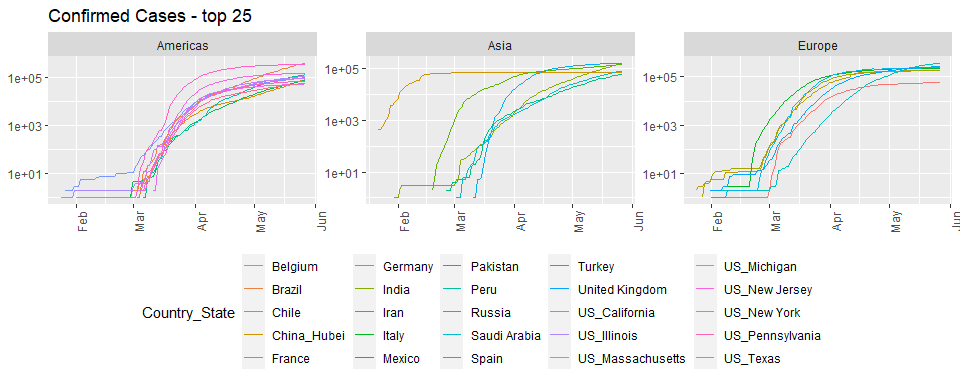 Confirmed Cases - top 25
Americas
Asia
Europe
1e+05
1e+03
1e+01
1e+05
1e+03
1e+01
1e+05
1e+03
1e+01
Feb
Mar
Apr
May
Jun
Feb
Mar
Apr
May
Jun
Feb
Mar
Apr
May
Jun
Country_State
Belgium
Brazil
Chile
China_Hubei
France
Germany
India
Iran
Italy
Mexico
Pakistan
Peru
Russia
Saudi Arabia
Spain
Turkey
United Kingdom
US_California
US_Illinois
US_Massachusetts
US_Michigan
US_New Jersey
US_New York
US_Pennsylvania
US_Texas